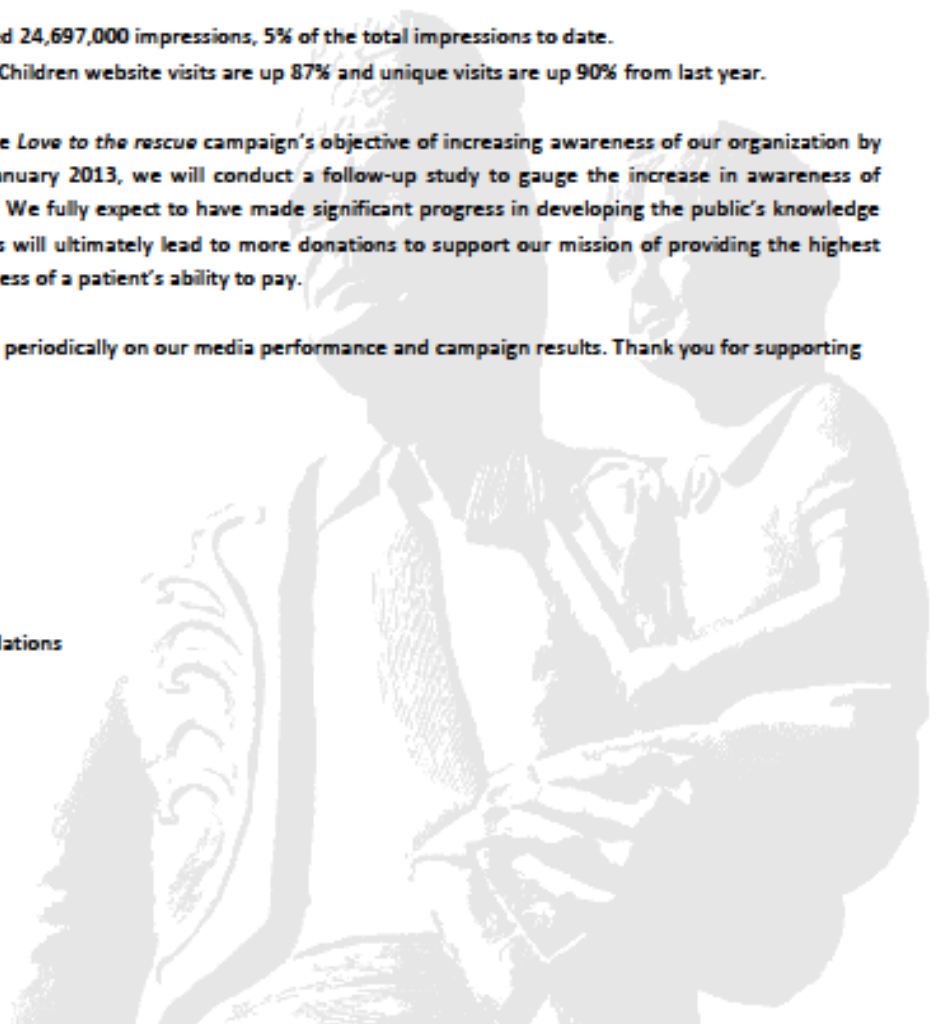 d 24,697,000 impressions, 5% of the total impressions to date.
Children website visits are up 87% and unique visits are up 90% from last year.
e Love to the rescue campaign's objective of increasing awareness of our organization by
nuary 2013, we will conduct a follow-up study to gauge the increase in awareness of
We fully expect to have made significant progress in developing the public's knowledge
s will ultimately lead to more donations to support our mission of providing the highest
ess of a patient's ability to pay.
periodically on our media performance and campaign results. Thank you for supporting
lations